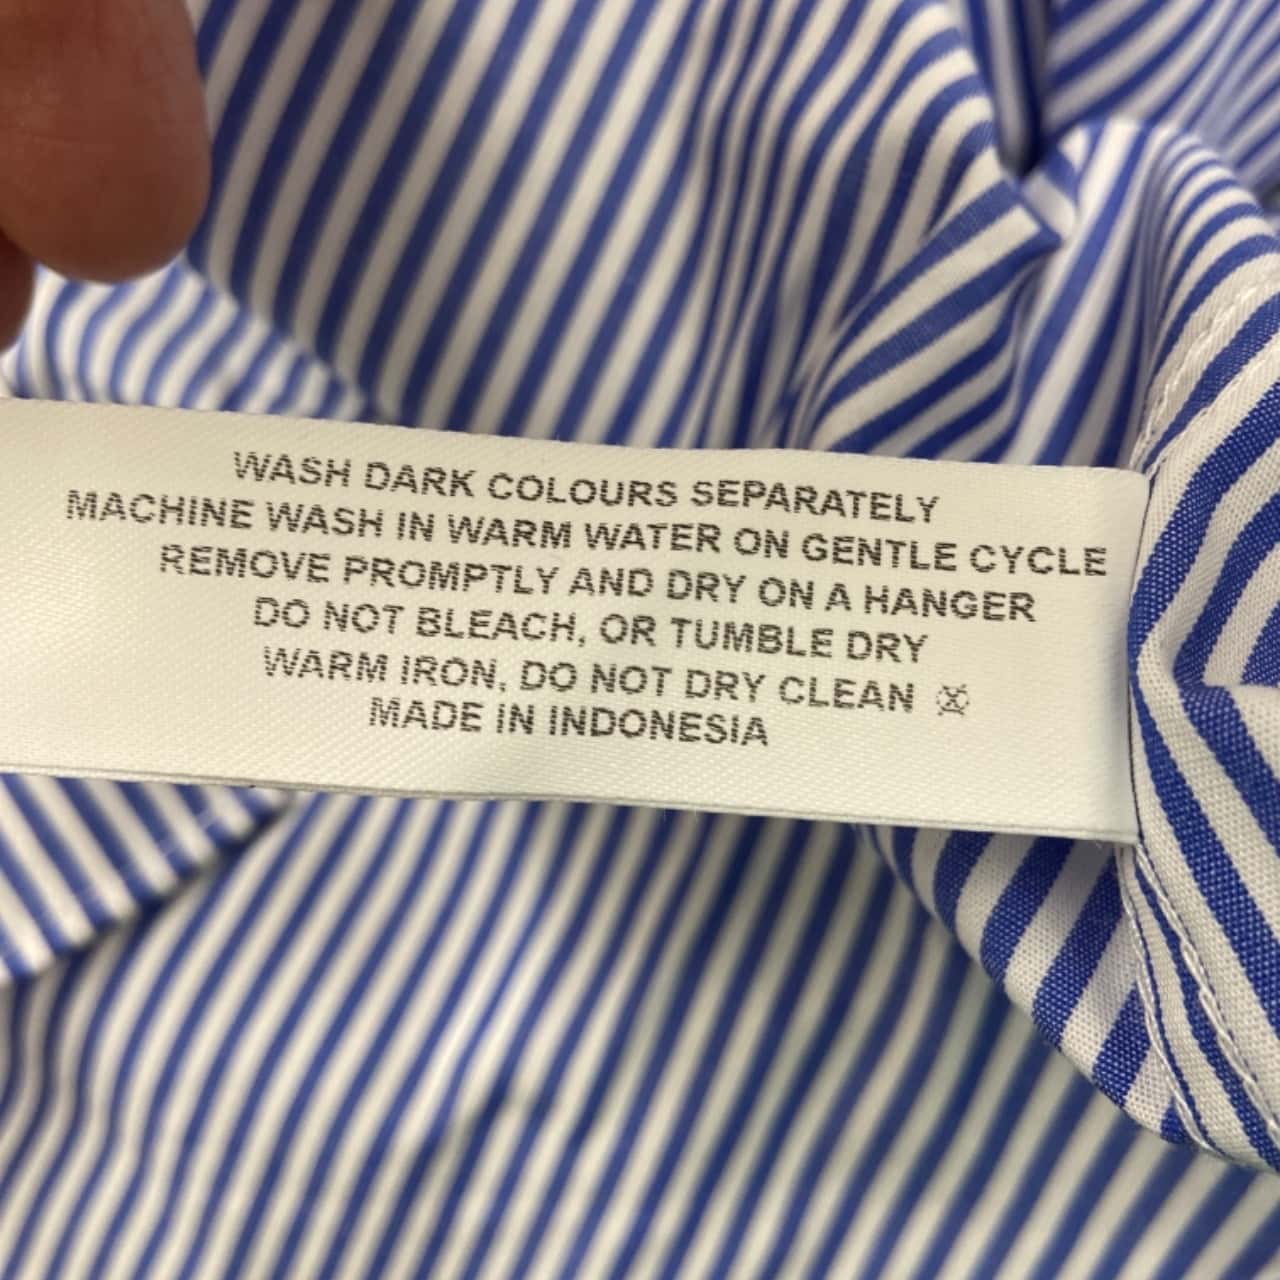 WASH DARK COLOURS SEPARATELY
MACHINE WASH IN WARM WATER ON GENTLE CYCLE
REMOVE PROMPTLY AND DRY ON A HANGER
DO NOT BLEACH, OR TUMBLE DRY
WARM IRON, DO NOT DRY CLEAN
MADE IN INDONESIA